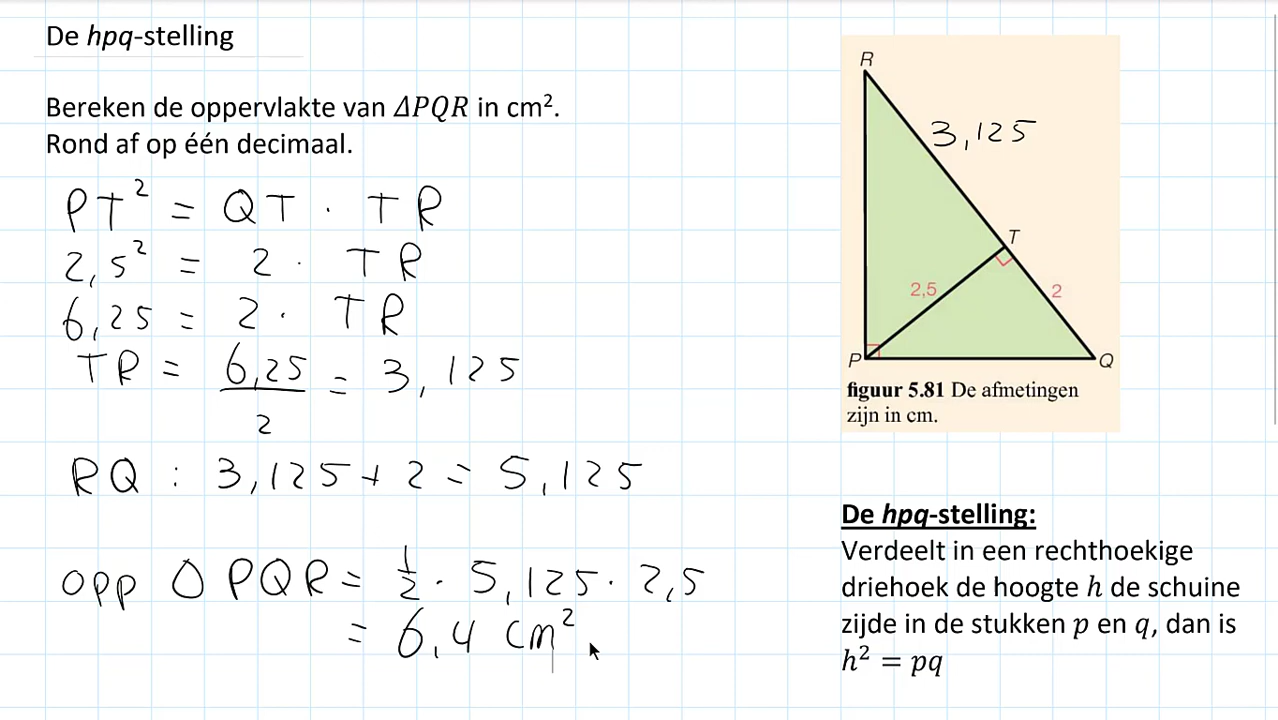 De hpq-stelling
Bereken de oppervlakte van ΔPQR in cm².
Rond af op één decimaal.
PT² = QT · TR
2,5² = 2 · TR
6,25 = 2 · TR
TR = 6,25/2 = 3,125
RQ : 3,125 + 2 = 5,125
opp Δ PQR = ½ · 5,125 · 2,5
= 6,4 cm²
R
3,125
T
2,5
2
P
Q
figuur 5.81 De afmetingen
zijn in cm.
De hpq-stelling:
Verdeelt in een rechthoekige
driehoek de hoogte h de schuine
zijde in de stukken p en q, dan is
h² = pq